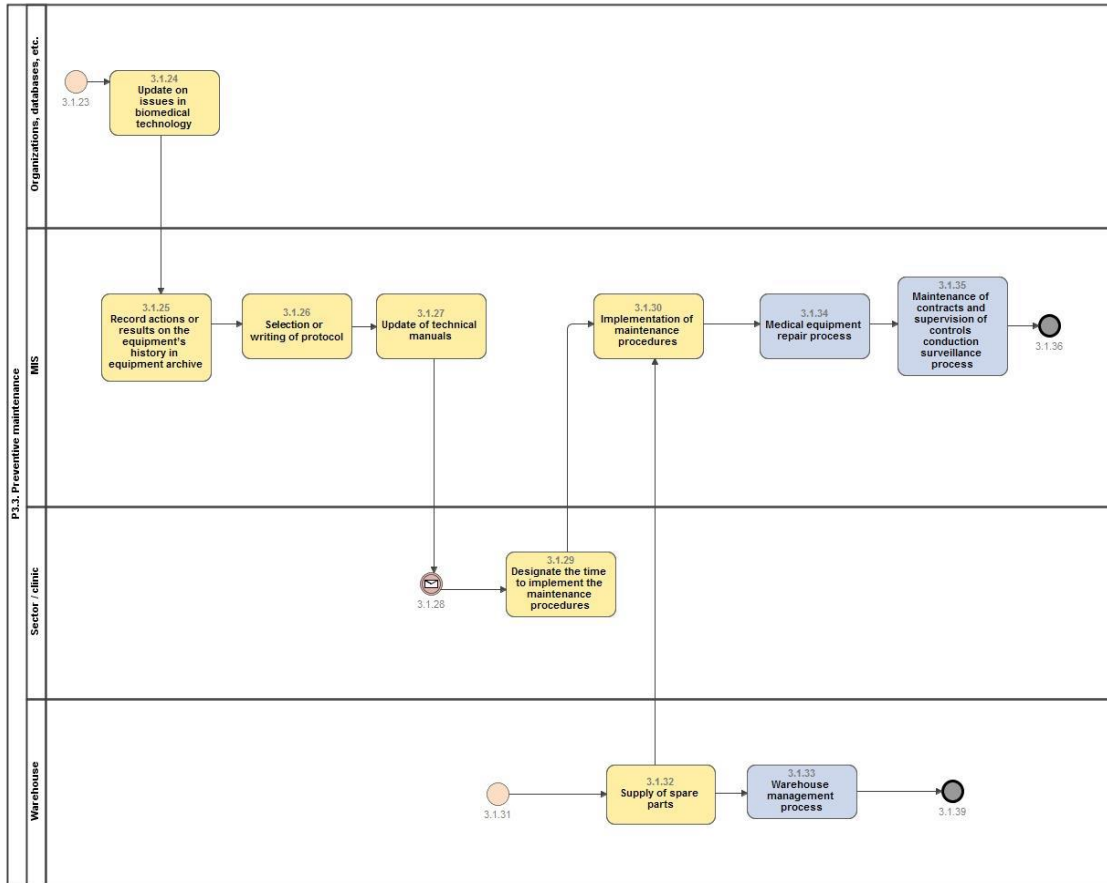 P3.3. Preventive maintenance
Organizations, databases, etc.
3.1.23
3.1.24
Update on
issues in
biomedical
technology
MIS
3.1.25
Record actions or
results on the
equipment's
history in
equipment archive
3.1.26
Selection or
writing of protocol
3.1.27
Update of technical
manuals
3.1.30
Implementation of
maintenance
procedures
3.1.34
Medical equipment
repair process
3.1.35
Maintenance of
contracts and
supervision of
controls
conduction
surveillance
process
3.1.36
Sector / clinic
3.1.28
3.1.29
Designate the time
to implement the
maintenance
procedures
Warehouse
3.1.31
3.1.32
Supply of spare
parts
3.1.33
Warehouse
management
process
3.1.39